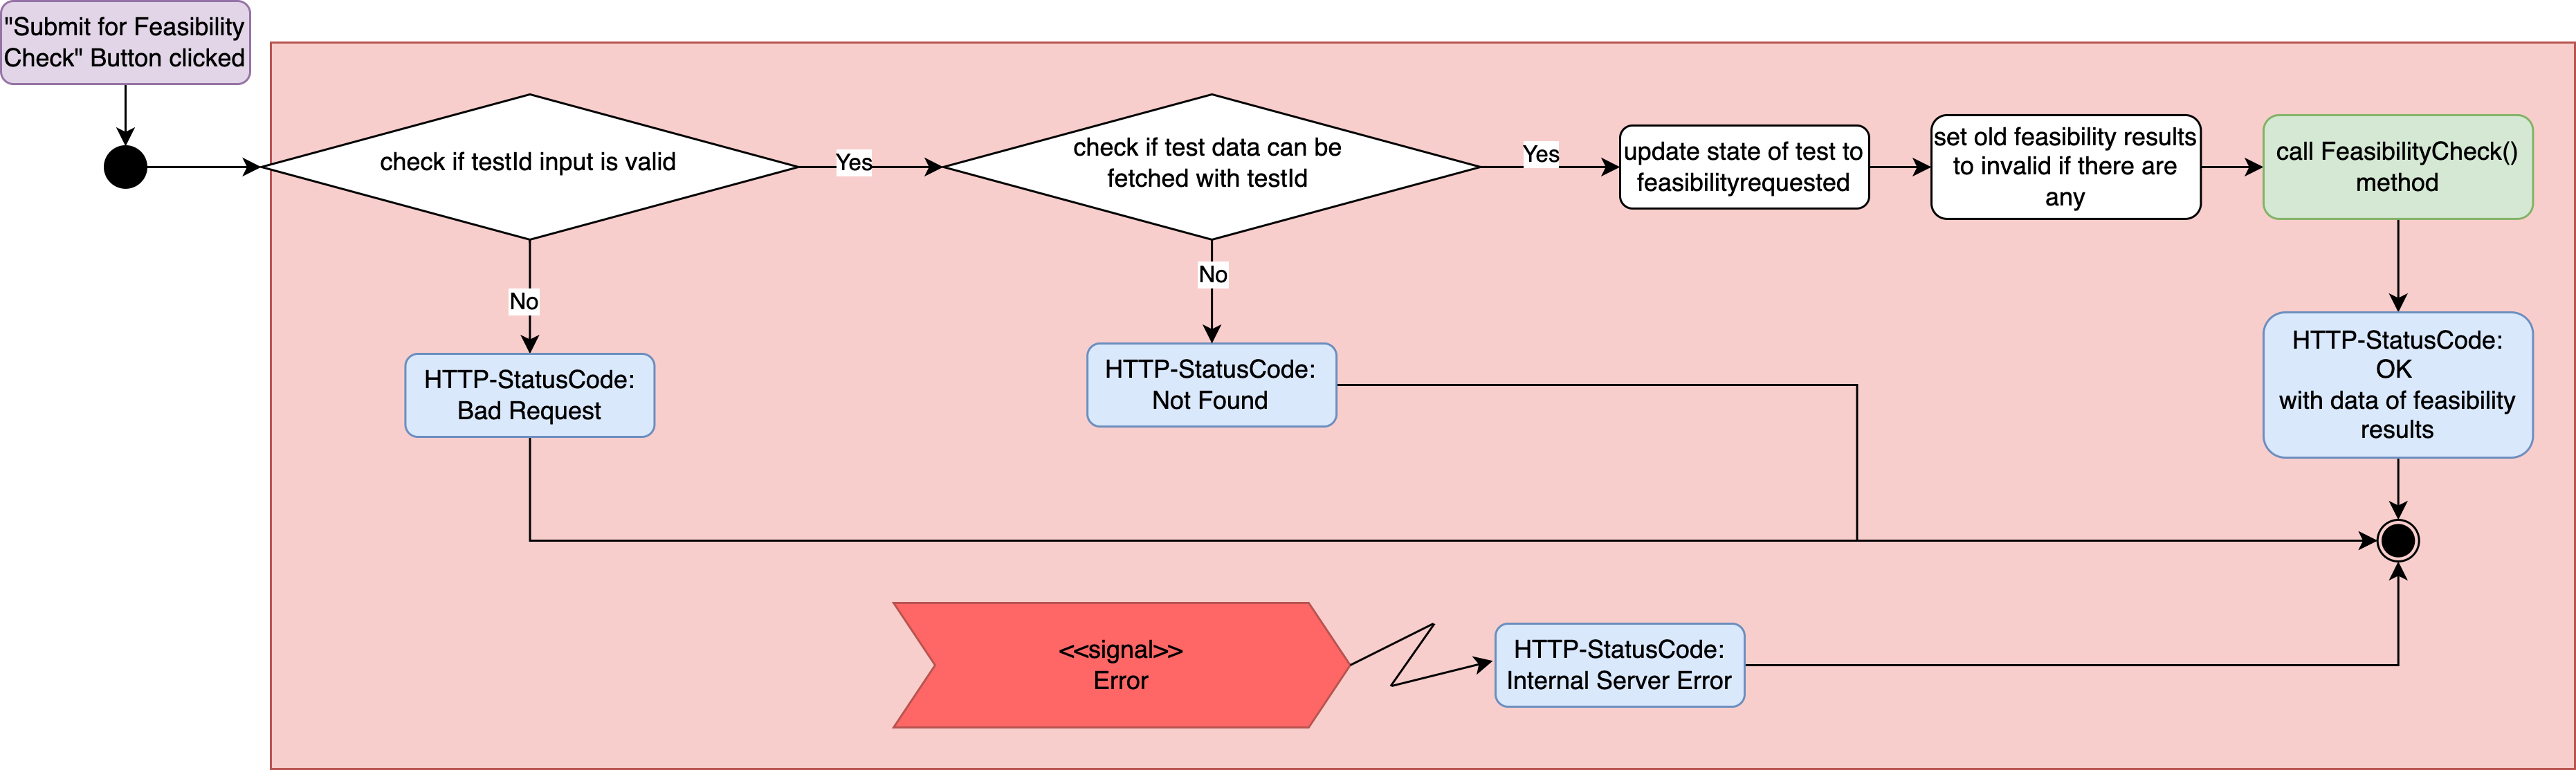 "Submit for Feasibility
Check" Button clicked
check if testId input is valid
Yes
check if test data can be
fetched with testId
Yes
update state of test to
feasibilityrequested
set old feasibility results
to invalid if there are
any
call FeasibilityCheck()
method
No
No
HTTP-StatusCode:
Bad Request
HTTP-StatusCode:
Not Found
HTTP-StatusCode:
OK
with data of feasibility
results
<<signal>>
Error
HTTP-StatusCode:
Internal Server Error